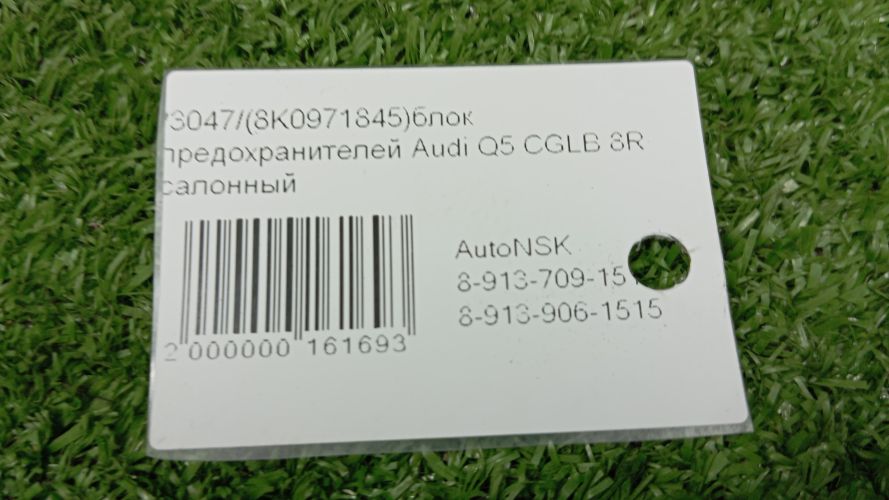 3047/(8K0971845)блок
предохранителей Audi Q5 CGLB 8R
салонный
AutoNSK
8-913-709-15
8-913-906-1515
2 000000 161693